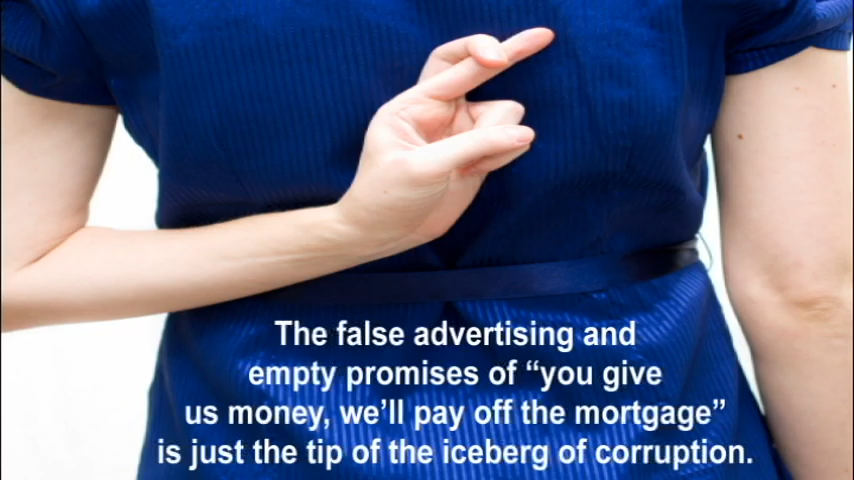 The false advertising and
empty promises of “you give
us money, we’ll pay off the mortgage”
is just the tip of the iceberg of corruption.